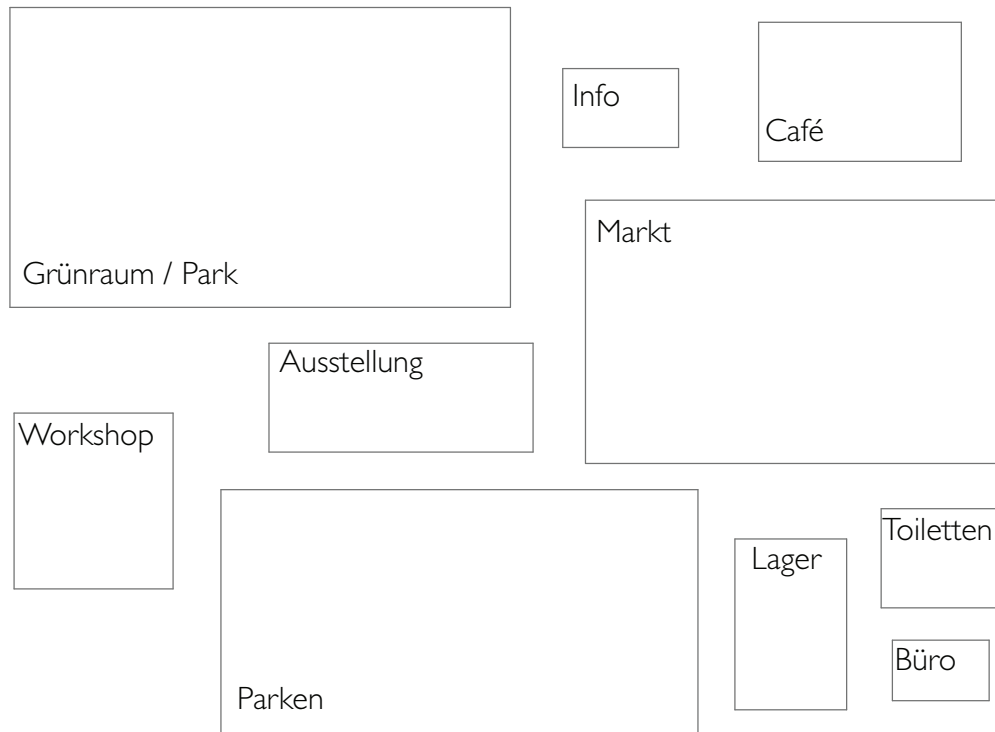 Info
Café
Markt
Grünraum / Park
Ausstellung
Workshop
Toiletten
Lager
Büro
Parken